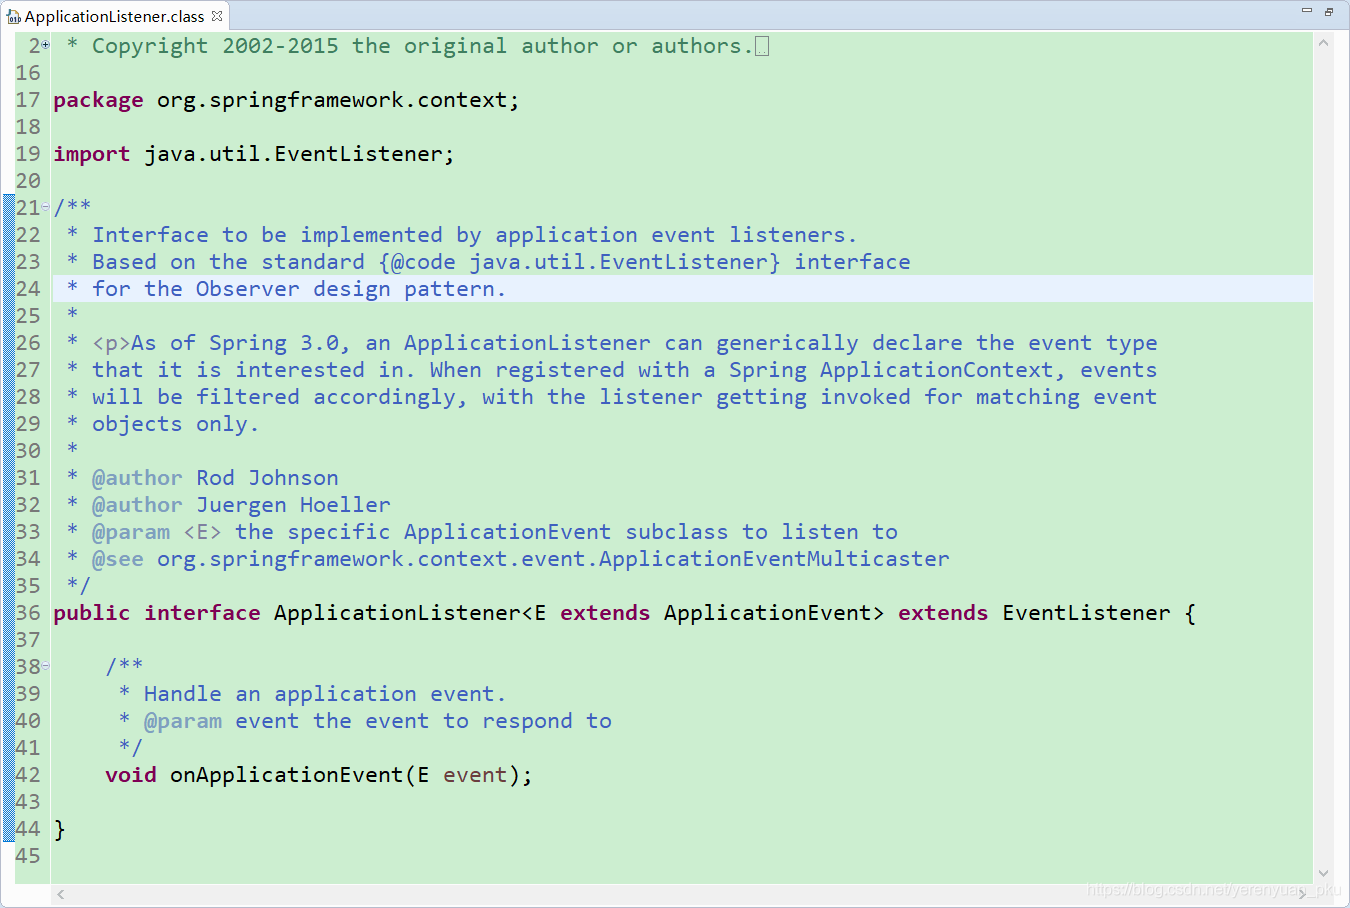 ApplicationListener.class
2 * Copyright 2002-2015 the original author or authors.
16
17 package org.springframework.context;
18
19 import java.util.EventListener;
20
21 /**
22 * Interface to be implemented by application event listeners.
23 * Based on the standard {@code java.util.EventListener} interface
24 * for the Observer design pattern.
25 *
26 * <p>As of Spring 3.0, an ApplicationListener can generically declare the event type
27 * that it is interested in. When registered with a Spring ApplicationContext, events
28 * will be filtered accordingly, with the listener getting invoked for matching event
29 * objects only.
30 *
31 * @author Rod Johnson
32 * @author Juergen Hoeller
33 * @param <E> the specific ApplicationEvent subclass to listen to
34 * @see org.springframework.context.event.ApplicationEventMulticaster
35 */
36 public interface ApplicationListener<E extends ApplicationEvent> extends EventListener {
37
38 /**
39 * Handle an application event.
40 * @param event the event to respond to
41 */
42 void onApplicationEvent(E event);
43
44 }
45
https://blog.csdn.net/yerenyuan_pku